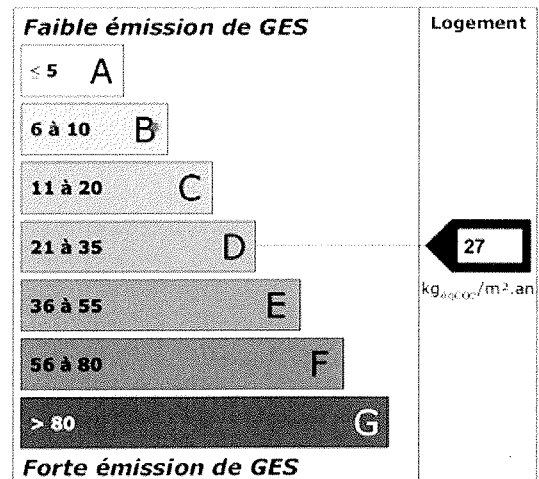 Faible émission de GES
Logement
≤ 5 A
6 à 10 B
11 à 20 C
21 à 35 D
27
kgéqCO2/m².an
36 à 55 E
56 à 80 F
> 80 G
Forte émission de GES